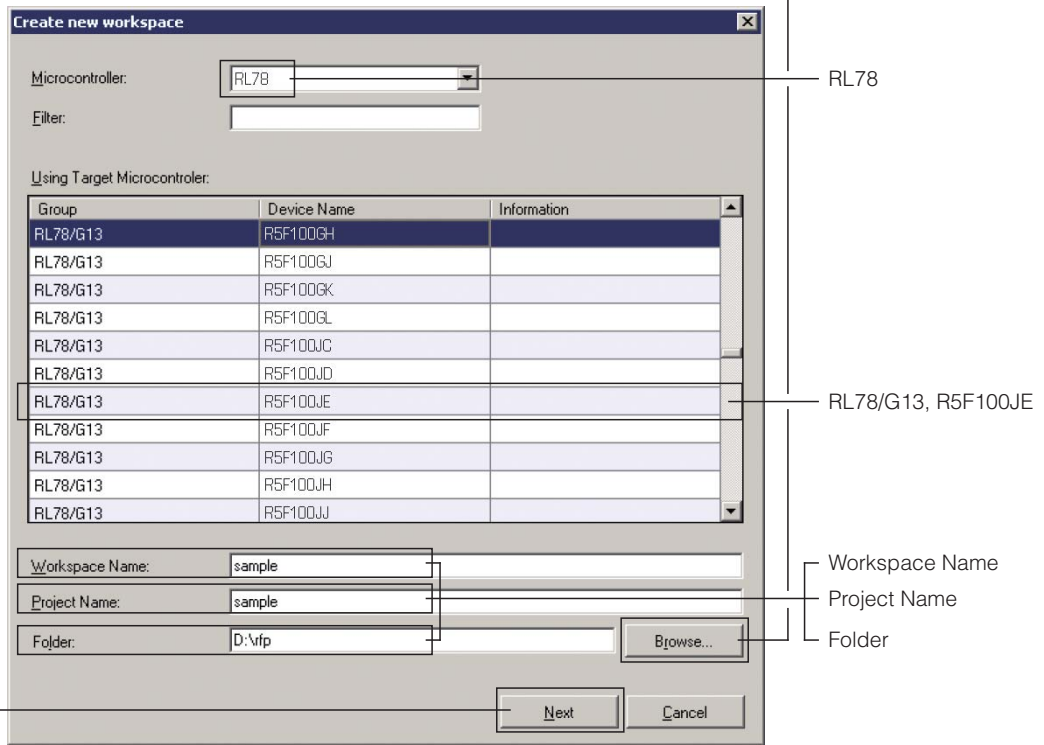 Create new workspace
Microcontroller: RL78 RL78
Filter:
Using Target Microcontroler:
Group Device Name Information
RL78/G13 R5F100GH
RL78/G13 R5F100GJ
RL78/G13 R5F100GK
RL78/G13 R5F100GL
RL78/G13 R5F100JC
RL78/G13 R5F100JD
RL78/G13 R5F100JE RL78/G13, R5F100JE
RL78/G13 R5F100JF
RL78/G13 R5F100JG
RL78/G13 R5F100JH
RL78/G13 R5F100JJ
Workspace Name: sample Workspace Name
Project Name: sample Project Name
Folder: D:\rfp Browse... Folder
Next Cancel